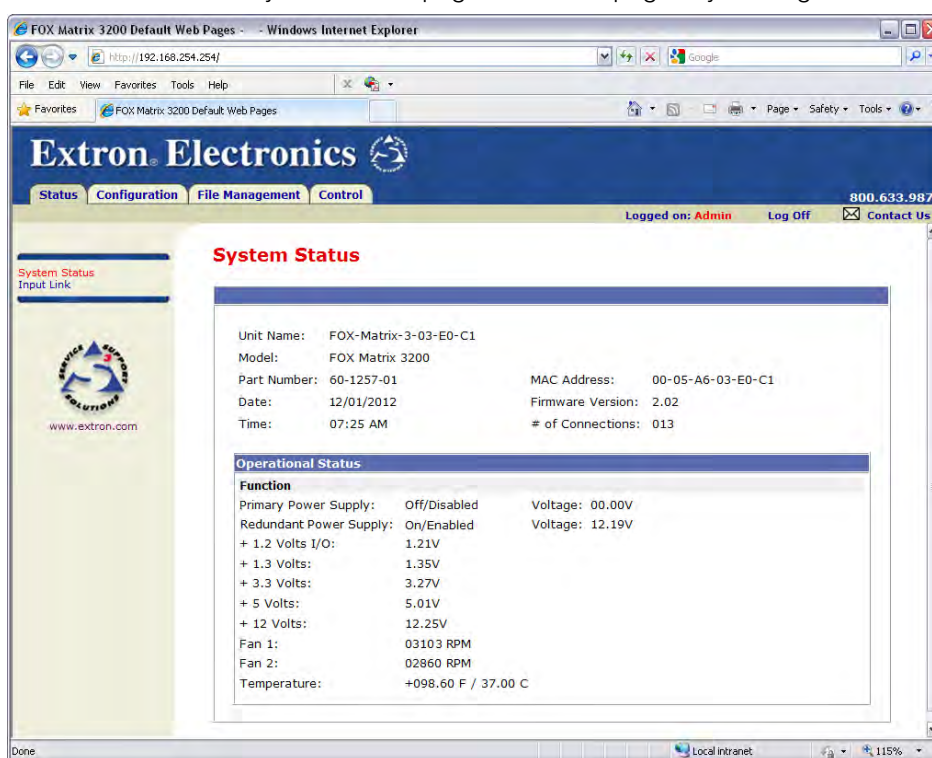 FOX Matrix 3200 Default Web Pages - - Windows Internet Explorer
http://192.168.254.254/
Google
File Edit View Favorites Tools Help
Favorites FOX Matrix 3200 Default Web Pages
Page Safety Tools
Extron® Electronics
Status Configuration File Management Control
800.633.987
Logged on: Admin Log Off Contact Us
System Status
Input Link
SERVICE SUPPORT SOLUTIONS
3
www.extron.com
System Status
Unit Name: FOX-Matrix-3-03-E0-C1
Model: FOX Matrix 3200
Part Number: 60-1257-01 MAC Address: 00-05-A6-03-E0-C1
Date: 12/01/2012 Firmware Version: 2.02
Time: 07:25 AM # of Connections: 013
Operational Status
Function
Primary Power Supply: Off/Disabled Voltage: 00.00V
Redundant Power Supply: On/Enabled Voltage: 12.19V
+ 1.2 Volts I/O: 1.21V
+ 1.3 Volts: 1.35V
+ 3.3 Volts: 3.27V
+ 5 Volts: 5.01V
+ 12 Volts: 12.25V
Fan 1: 03103 RPM
Fan 2: 02860 RPM
Temperature: +098.60 F / 37.00 C
Done Local intranet 115%